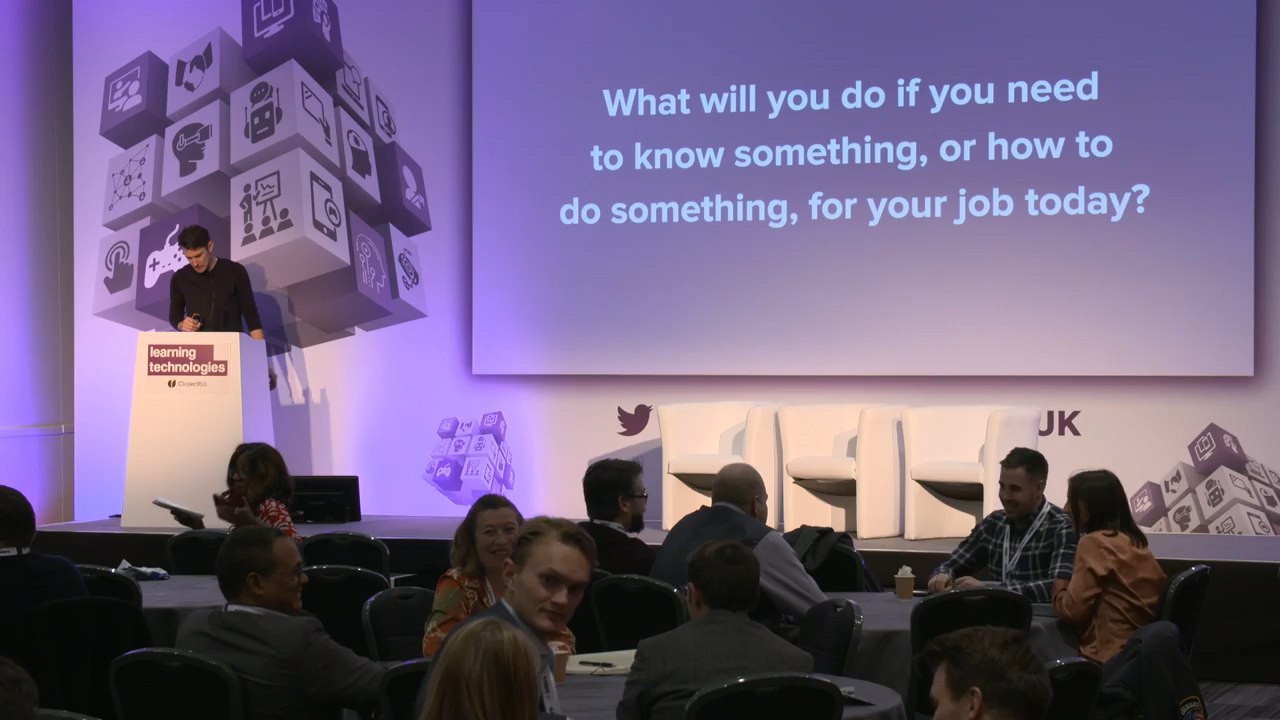 What will you do if you need
to know something, or how to
do something, for your job today?
learning
technologies
CloserStill
UK